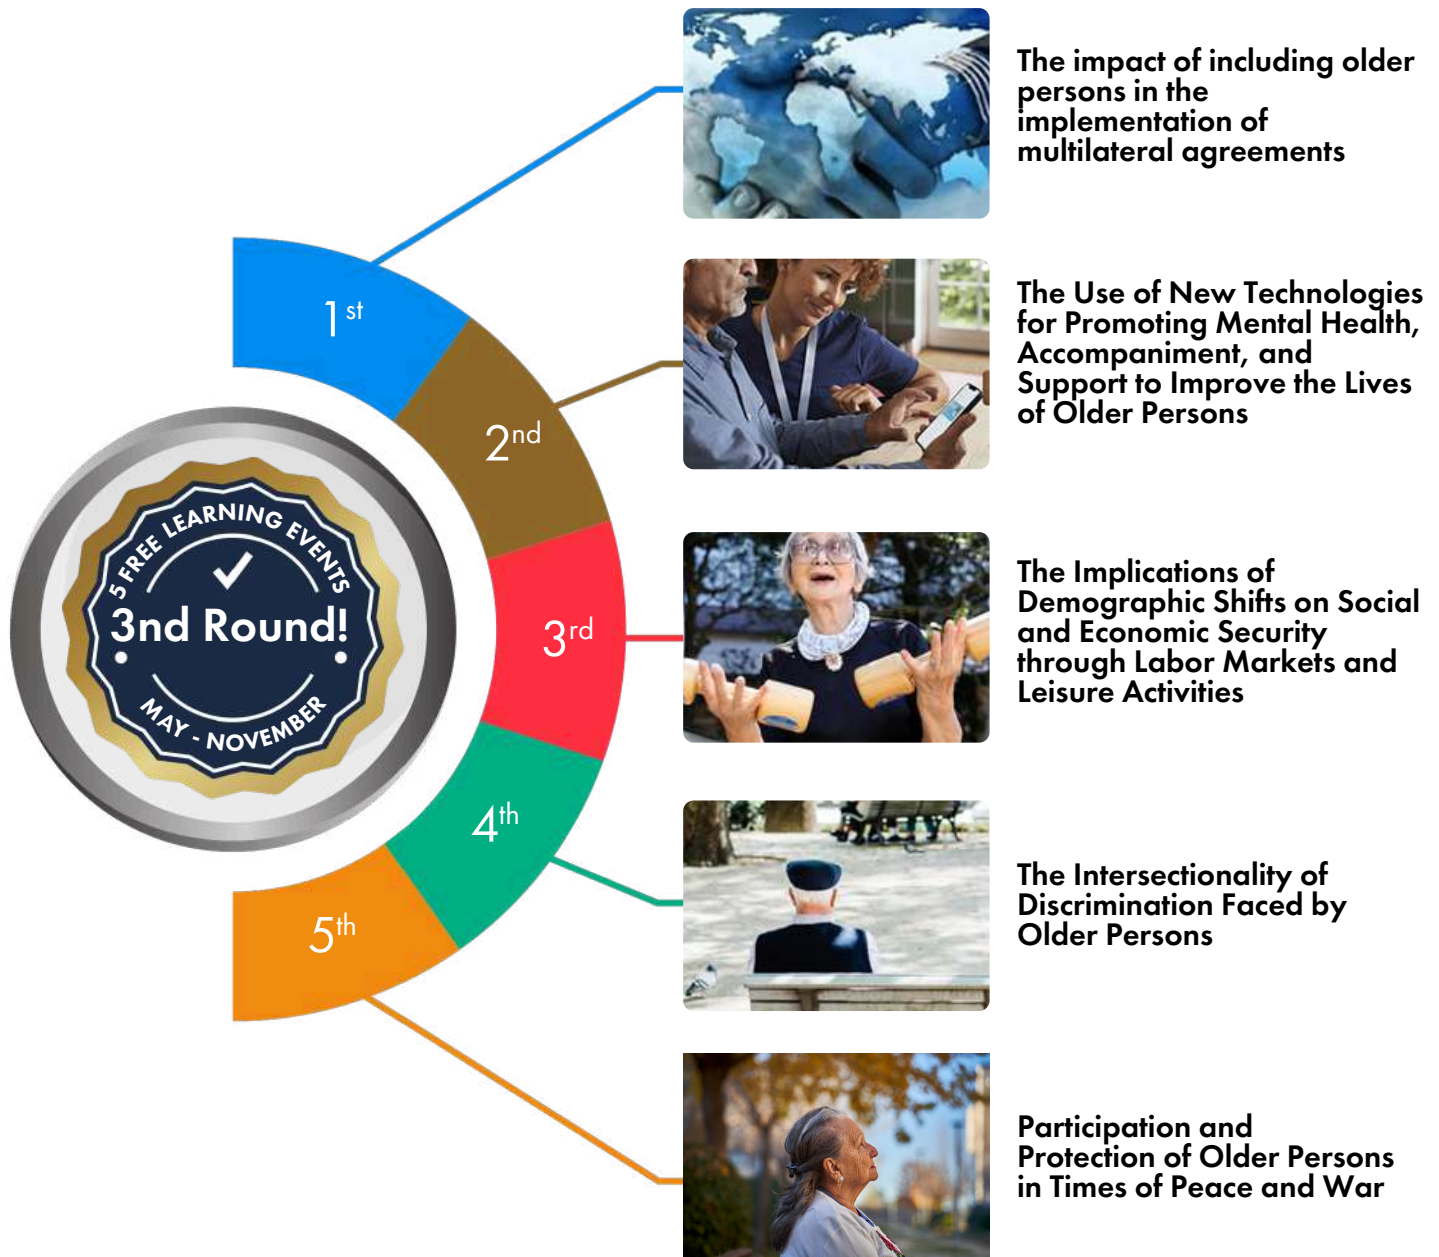 The impact of including older
persons in the
implementation of
multilateral agreements
1st
The Use of New Technologies
for Promoting Mental Health,
Accompaniment, and
Support to Improve the Lives
of Older Persons
2nd
5 FREE LEARNING EVENTS
3nd Round!
MAY - NOVEMBER
3rd
The Implications of
Demographic Shifts on Social
and Economic Security
through Labor Markets and
Leisure Activities
4th
The Intersectionality of
Discrimination Faced by
Older Persons
5th
Participation and
Protection of Older Persons
in Times of Peace and War